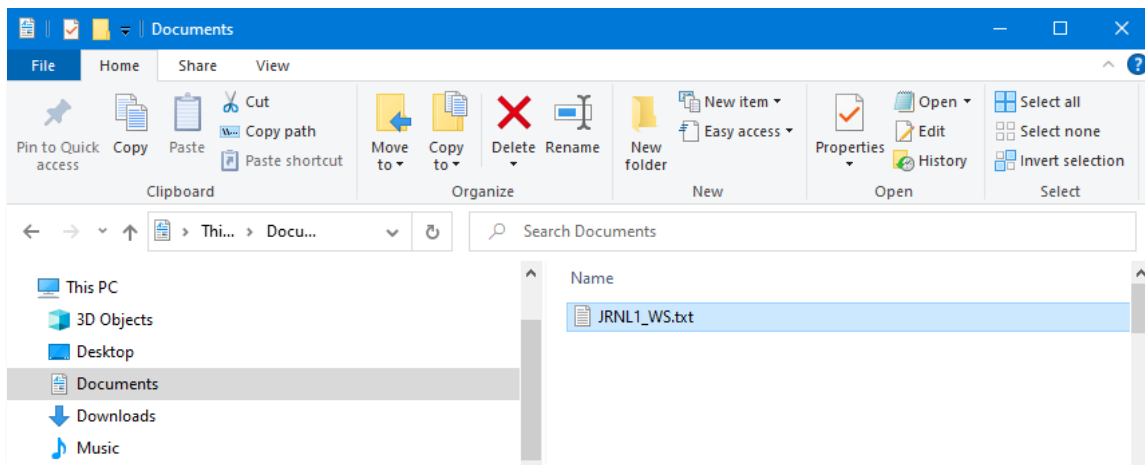 Documents
File Home Share View
Pin to Quick access
Copy
Paste
Cut
Copy path
Paste shortcut
Clipboard
Move to
Copy to
Delete
Rename
Organize
New folder
New item
Easy access
New
Properties
Open
Edit
History
Open
Select all
Select none
Invert selection
Select
Thi... > Docu...
Search Documents
This PC
3D Objects
Desktop
Documents
Downloads
Music
Name
JRNL1_WS.txt